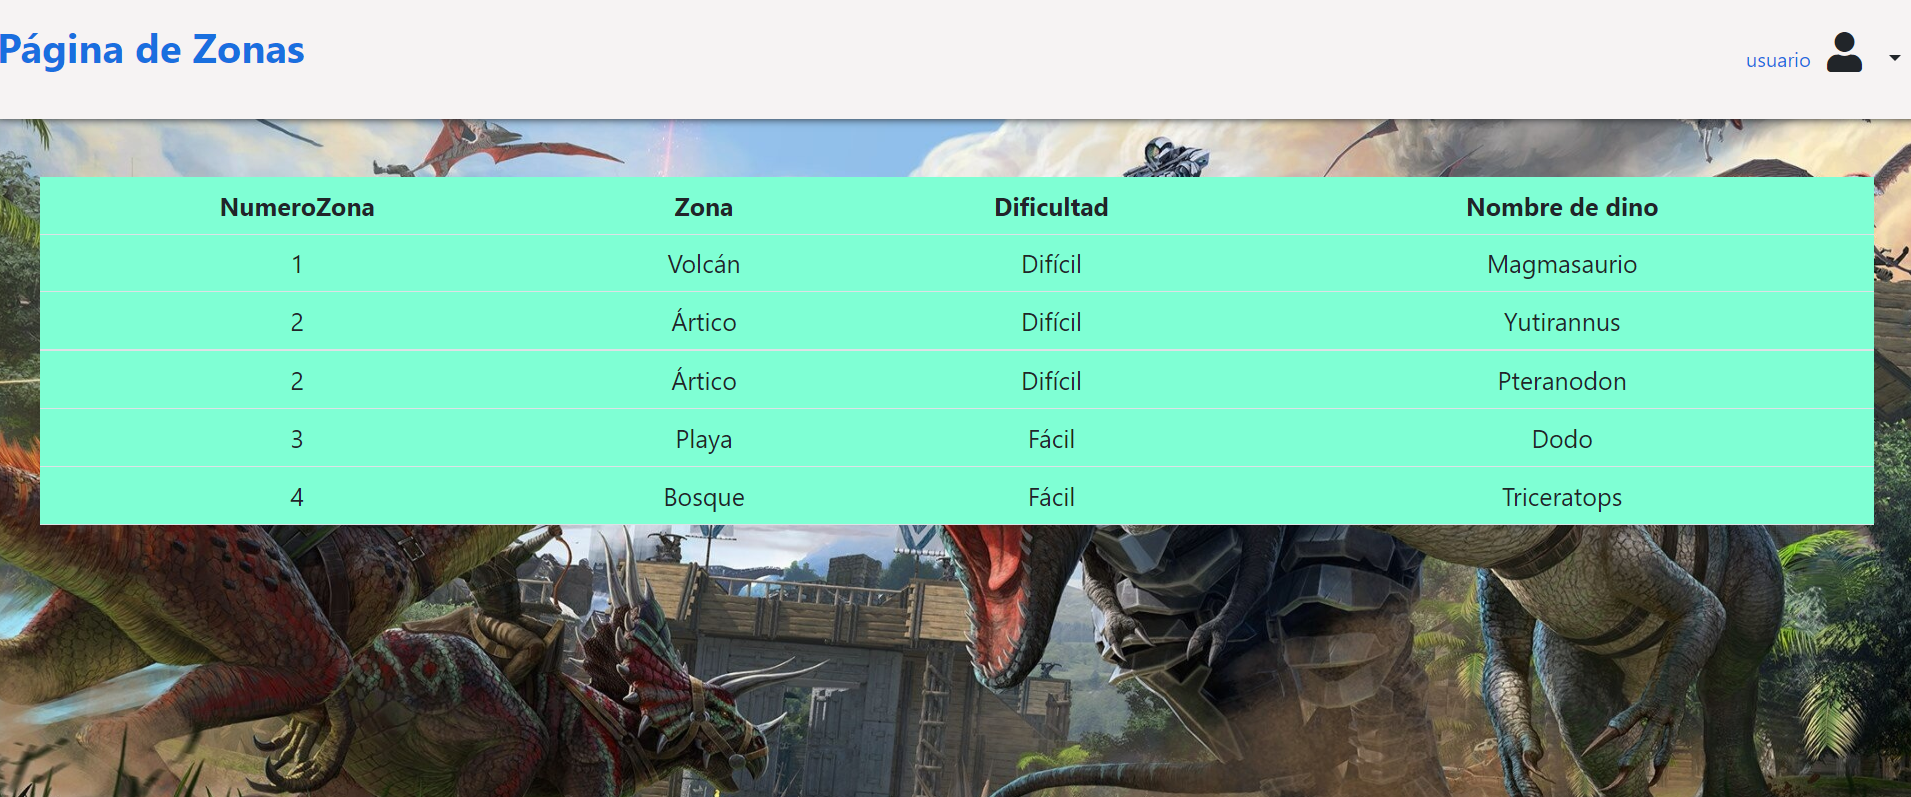 Página de Zonas
usuario
NumeroZona Zona Dificultad Nombre de dino
1 Volcán Difícil Magmasaurio
2 Ártico Difícil Yutirannus
2 Ártico Difícil Pteranodon
3 Playa Fácil Dodo
4 Bosque Fácil Triceratops